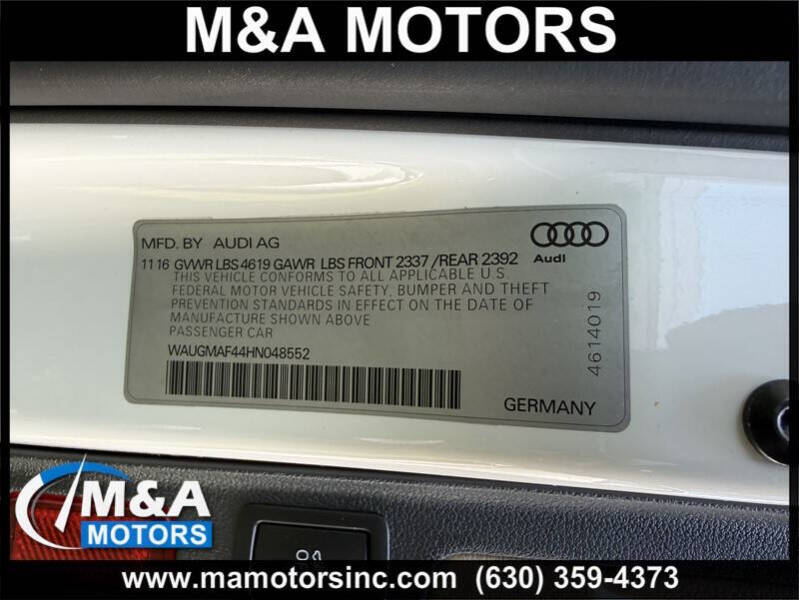 M&A MOTORS
MFD. BY AUDI AG
Audi
11 16 GVWR LBS 4619 GAWR LBS FRONT 2337 /REAR 2392
THIS VEHICLE CONFORMS TO ALL APPLICABLE U.S.
FEDERAL MOTOR VEHICLE SAFETY, BUMPER AND THEFT
PREVENTION STANDARDS IN EFFECT ON THE DATE OF
MANUFACTURE SHOWN ABOVE
PASSENGER CAR
WAUGMAF44HN048552
4614019
GERMANY
M&A
MOTORS
www.mamotorsinc.com (630) 359-4373